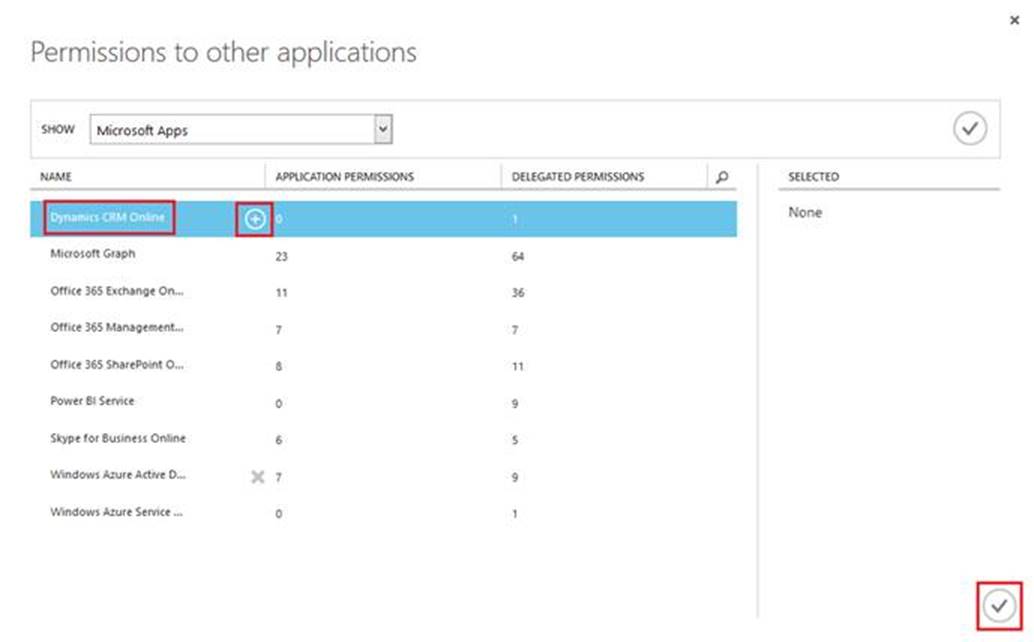 Permissions to other applications
SHOW Microsoft Apps
NAME APPLICATION PERMISSIONS DELEGATED PERMISSIONS SELECTED
Dynamics CRM Online 0 1 None
Microsoft Graph 23 64
Office 365 Exchange On... 11 36
Office 365 Management... 7 7
Office 365 SharePoint O... 8 11
Power BI Service 0 9
Skype for Business Online 6 5
Windows Azure Active D... 7 9
Windows Azure Service ... 0 1